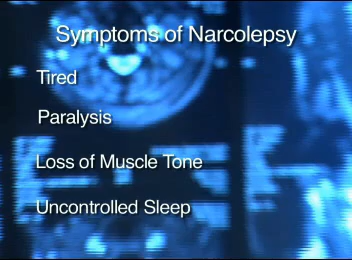 Symptoms of Narcolepsy
Tired
Paralysis
Loss of Muscle Tone
Uncontrolled Sleep